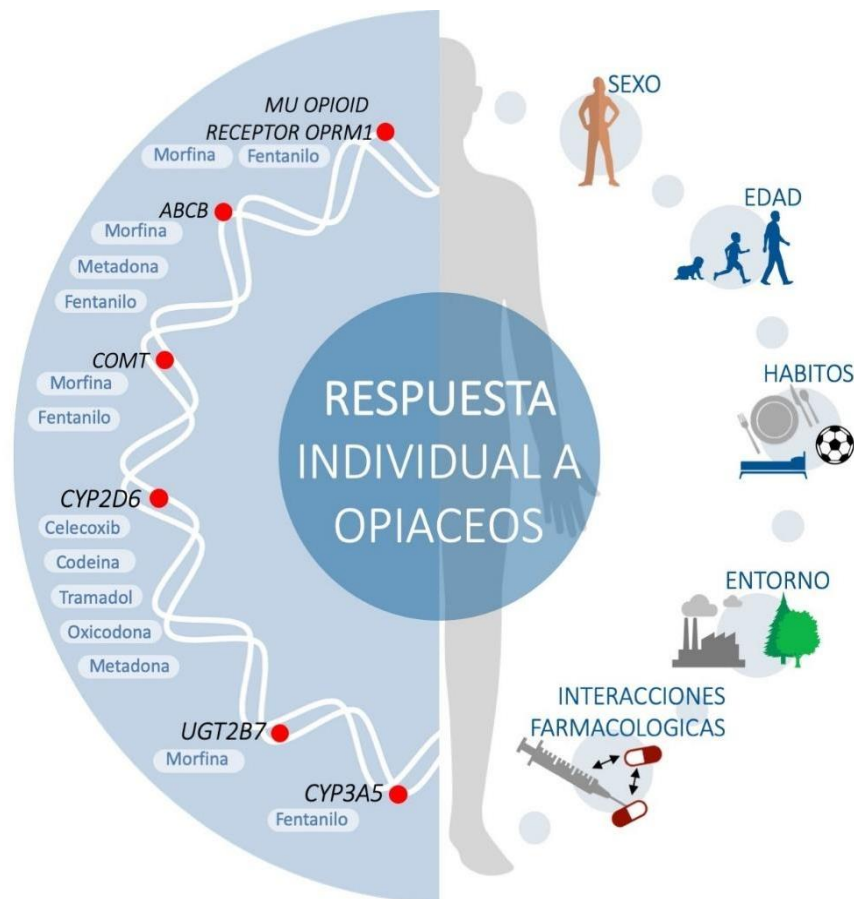 MU OPIOID
RECEPTOR OPRM1
Morfina
Fentanilo
ABCB
Morfina
Metadona
Fentanilo
COMT
Morfina
Fentanilo
CYP2D6
Celecoxib
Codeina
Tramadol
Oxicodona
Metadona
UGT2B7
Morfina
CYP3A5
Fentanilo
RESPUESTA
INDIVIDUAL A
OPIACEOS
SEXO
EDAD
HABITOS
ENTORNO
INTERACCIONES
FARMACOLOGICAS